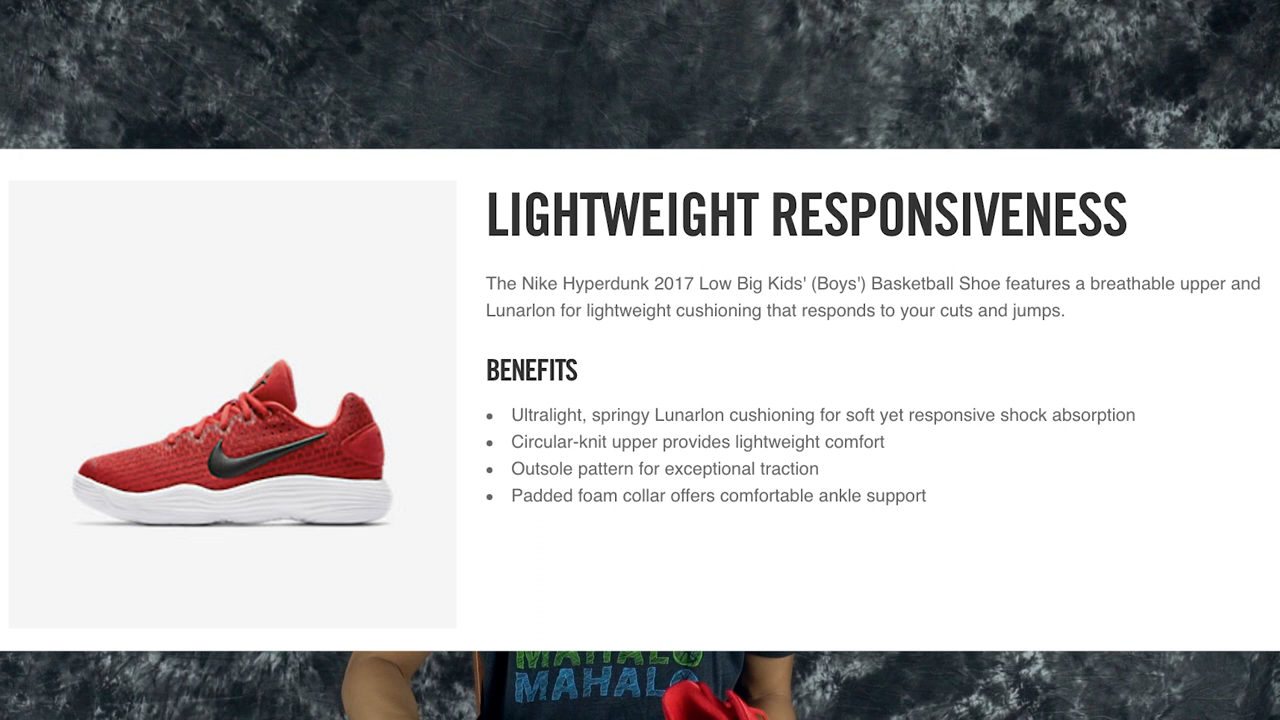 LIGHTWEIGHT RESPONSIVENESS
The Nike Hyperdunk 2017 Low Big Kids' (Boys') Basketball Shoe features a breathable upper and
Lunarlon for lightweight cushioning that responds to your cuts and jumps.
BENEFITS
Ultralight, springy Lunarlon cushioning for soft yet responsive shock absorption
Circular-knit upper provides lightweight comfort
Outsole pattern for exceptional traction
Padded foam collar offers comfortable ankle support
MAHALO
MAHALO